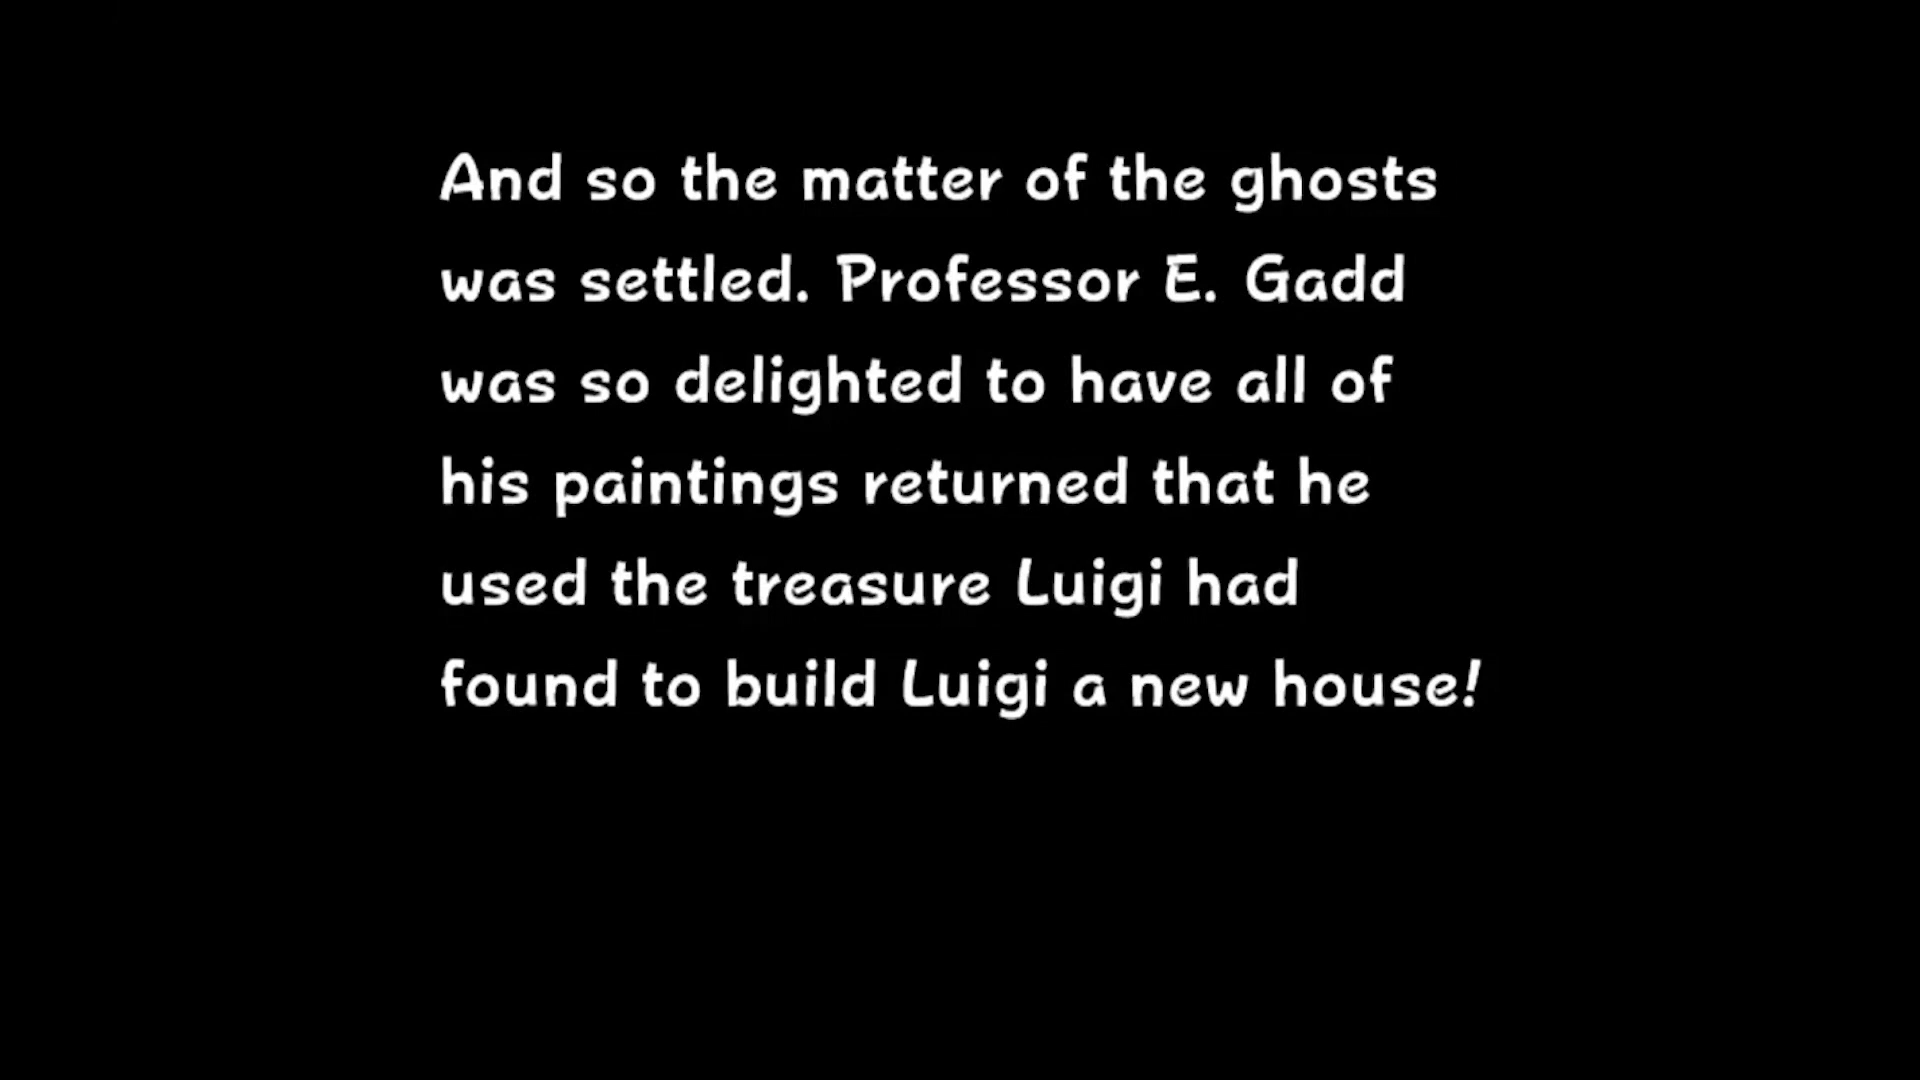 And so the matter of the ghosts
was settled. Professor E. Gadd
was so delighted to have all of
his paintings returned that he
used the treasure Luigi had
found to build Luigi a new house!